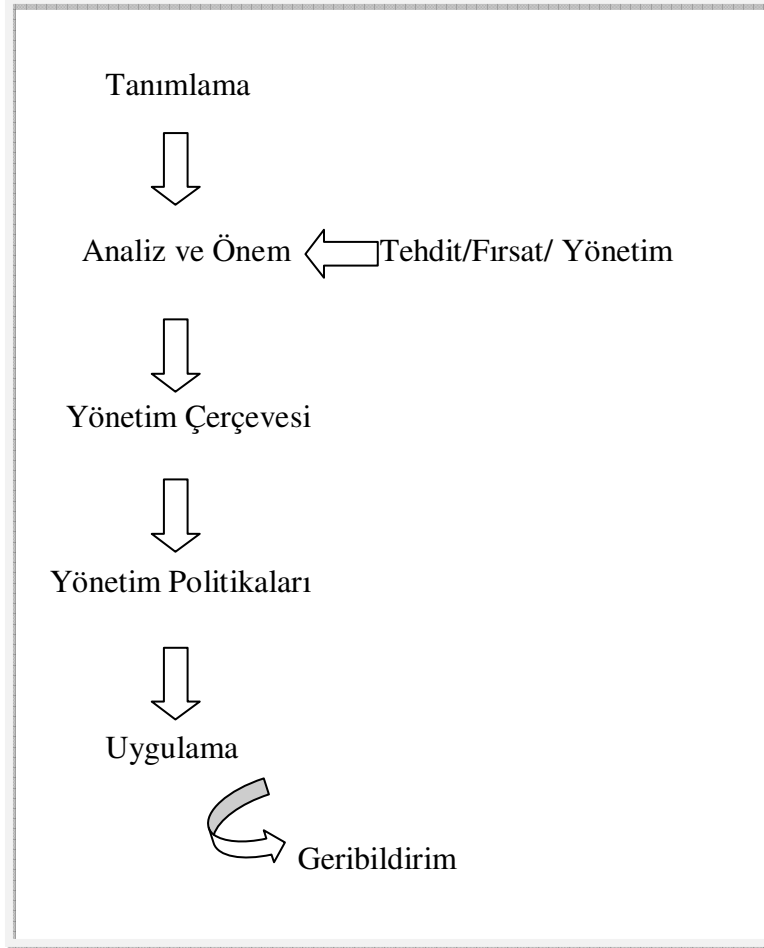 Tanımlama
Analiz ve Önem Tehdit/Fırsat/ Yönetim
Yönetim Çerçevesi
Yönetim Politikaları
Uygulama
Geribildirim